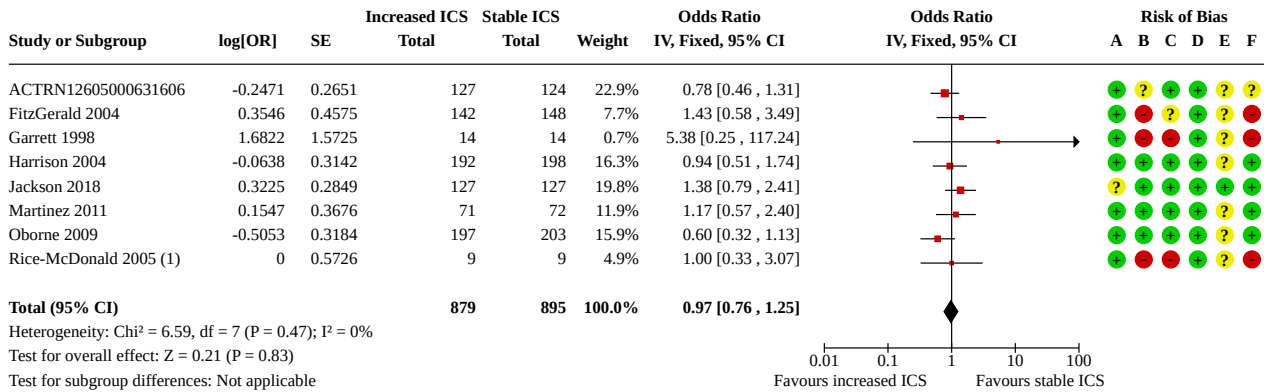 Increased ICS Stable ICS Odds Ratio Odds Ratio Risk of Bias
Study or Subgroup log[OR] SE Total Total Weight IV, Fixed, 95% CI IV, Fixed, 95% CI A B C D E F
ACTRN12605000631606 -0.2471 0.2651 127 124 22.9% 0.78 [0.46 , 1.31] + ? + + ? ?
FitzGerald 2004 0.3546 0.4575 142 148 7.7% 1.43 [0.58 , 3.49] + - ? + ? -
Garrett 1998 1.6822 1.5725 14 14 0.7% 5.38 [0.25 , 117.24] + - - + ? -
Harrison 2004 -0.0638 0.3142 192 198 16.3% 0.94 [0.51 , 1.74] + + + + ? +
Jackson 2018 0.3225 0.2849 127 127 19.8% 1.38 [0.79 , 2.41] ? + + + + +
Martinez 2011 0.1547 0.3676 71 72 11.9% 1.17 [0.57 , 2.40] + + + + ? +
Oborne 2009 -0.5053 0.3184 197 203 15.9% 0.60 [0.32 , 1.13] + + + + ? +
Rice-McDonald 2005 (1) 0 0.5726 9 9 4.9% 1.00 [0.33 , 3.07] + - - + ? -
Total (95% CI) 879 895 100.0% 0.97 [0.76 , 1.25]
Heterogeneity: Chi² = 6.59, df = 7 (P = 0.47); I² = 0%
Test for overall effect: Z = 0.21 (P = 0.83)
Test for subgroup differences: Not applicable
0.01 0.1 1 10 100
Favours increased ICS Favours stable ICS